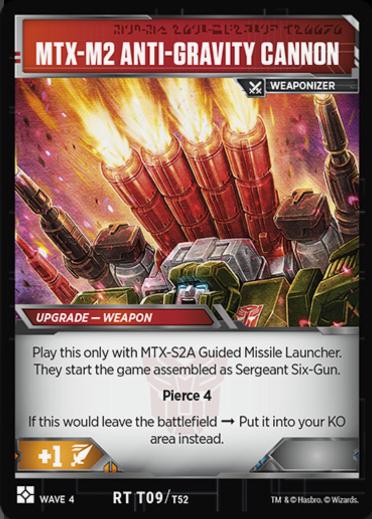 MTX-M2 ANTI-GRAVITY CANNON
WEAPONIZER
UPGRADE — WEAPON
Play this only with MTX-S2A Guided Missile Launcher.
They start the game assembled as Sergeant Six-Gun.
Pierce 4
If this would leave the battlefield → Put it into your KO
area instead.
+1
WAVE 4
RT T09/T52
TM & © Hasbro. © Wizards.